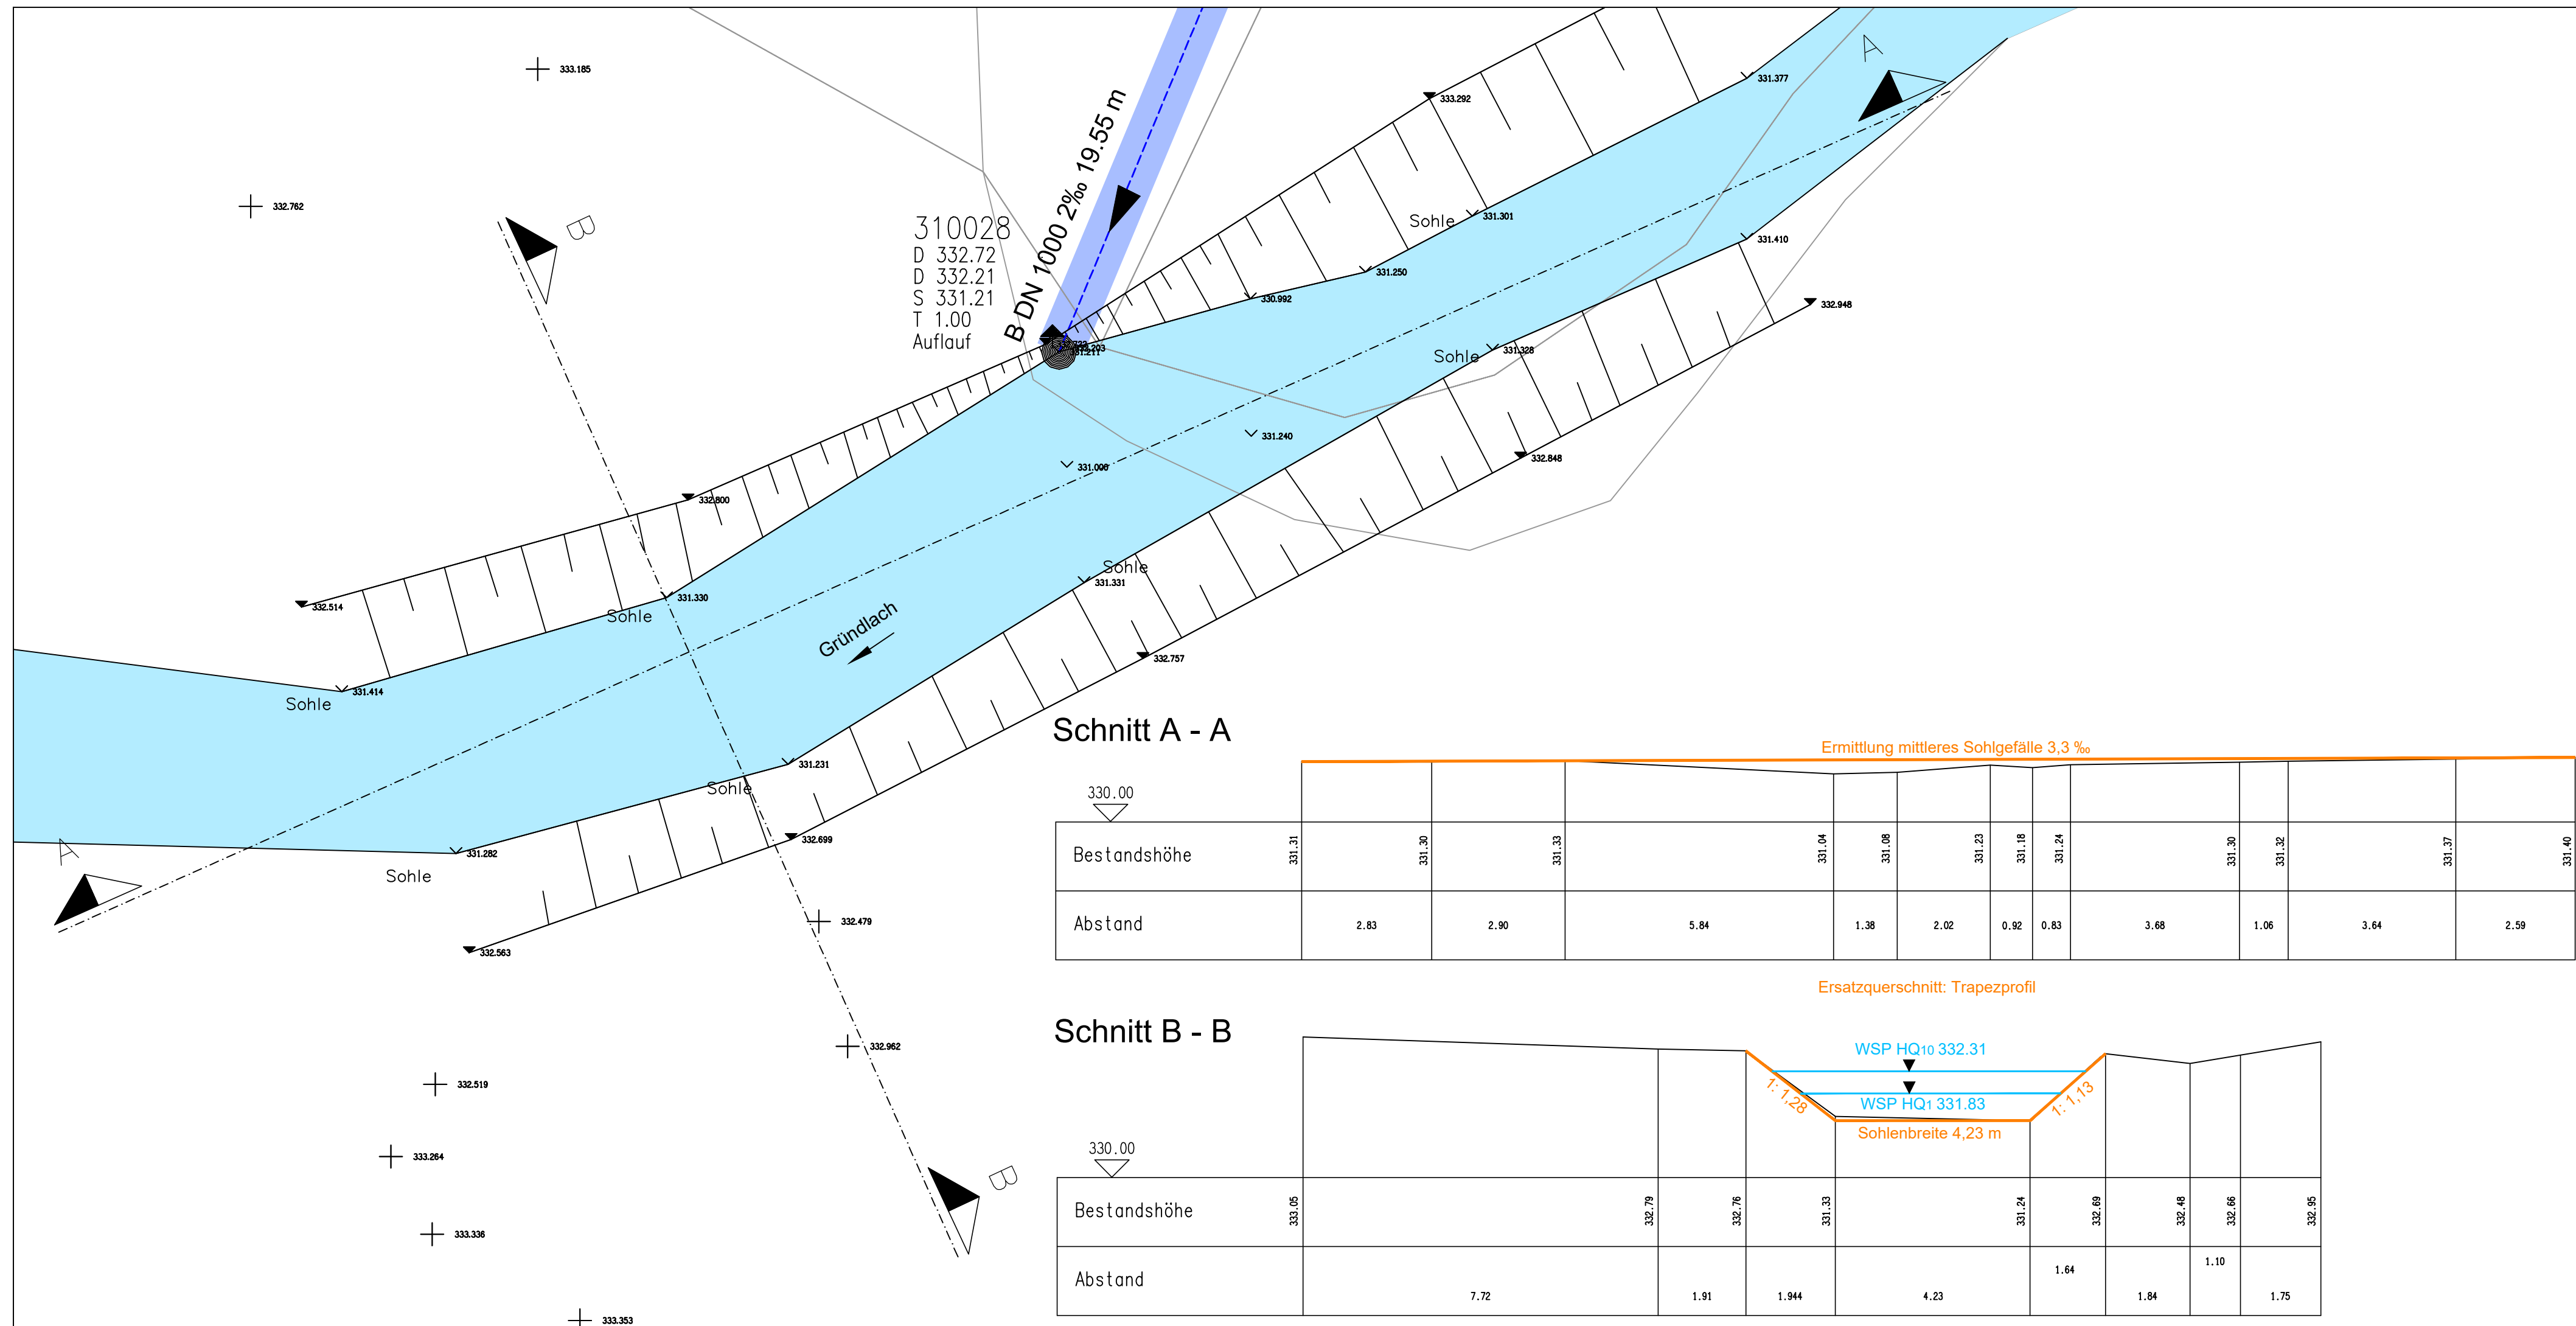 333.185
332.762
B
310028
D 332.72
D 332.21
S 331.21
T 1.00
Auflauf
B DN 1000 2‰ 19.55 m
331.211
A
331.377
333.292
331.301
Sohle
331.250
330.992
331.410
332.948
331.328
Sohle
331.240
332.848
332.800
331.330
Sohle
332.514
331.414
Sohle
Sohle
331.331
Gründlach
332.757
331.231
Sohle
332.699
331.282
Sohle
A
332.563
332.479
332.962
332.519
333.264
333.336
333.353
B
Schnitt A - A
Ermittlung mittleres Sohlgefälle 3,3 ‰
330.00
Bestandshöhe 331.31 331.30 331.33 331.04 331.08 331.23 331.18 331.24 331.30 331.32 331.37 331.40
Abstand 2.83 2.90 5.84 1.38 2.02 0.92 0.83 3.68 1.06 3.64 2.59
Ersatzquerschnitt: Trapezprofil
Schnitt B - B
WSP HQ10 332.31
WSP HQ1 331.83
1: 1,28
1: 1,13
Sohlenbreite 4,23 m
330.00
Bestandshöhe 333.05 332.79 332.76 331.33 331.24 332.69 332.48 332.66 332.95
Abstand 7.72 1.91 1.944 4.23 1.64 1.84 1.10 1.75